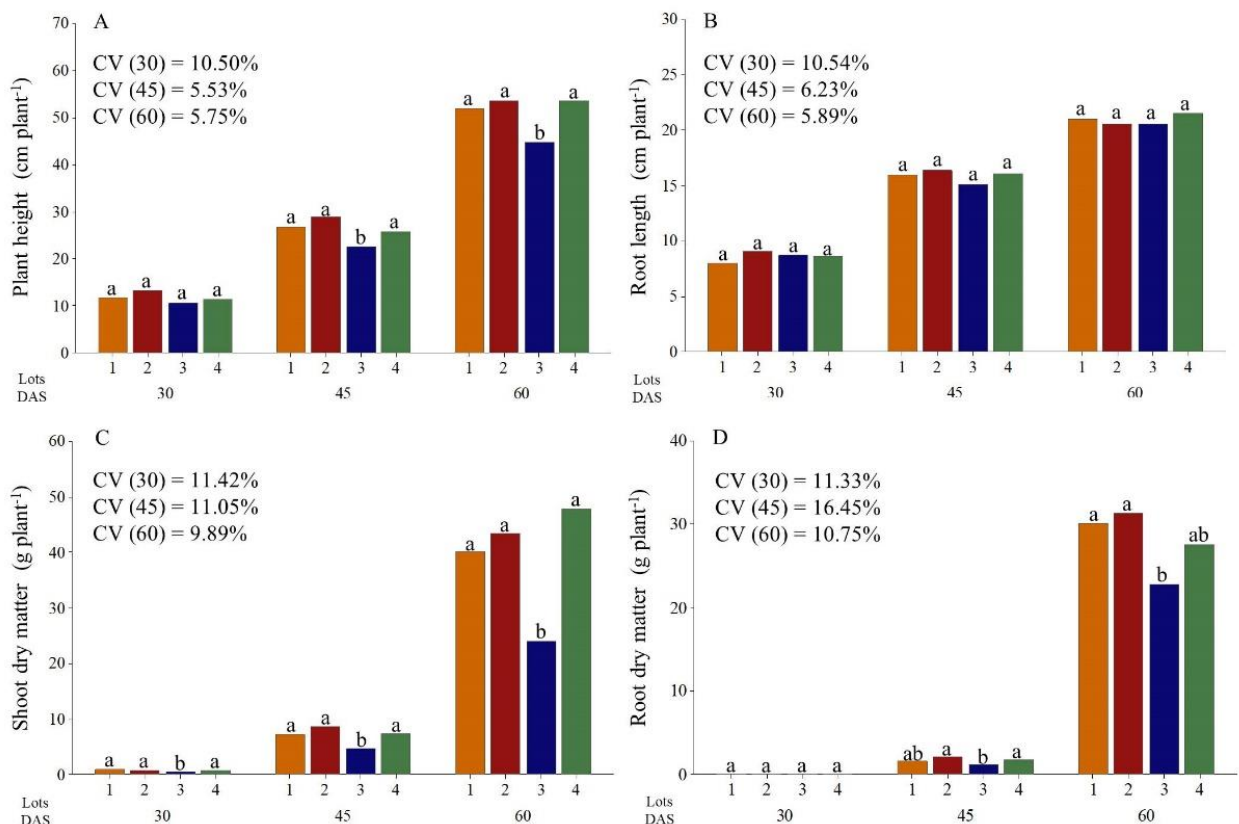 A
CV (30) = 10.50%
CV (45) = 5.53%
CV (60) = 5.75%
Plant height (cm plant⁻¹)
70
60
50
40
30
20
10
0
a a a a
a a b a
a a b a
1 2 3 4 1 2 3 4 1 2 3 4
Lots
DAS
30 45 60
B
CV (30) = 10.54%
CV (45) = 6.23%
CV (60) = 5.89%
Root length (cm plant⁻¹)
30
25
20
15
10
5
0
a a a a
a a a a
a a a a
1 2 3 4 1 2 3 4 1 2 3 4
Lots
DAS
30 45 60
C
CV (30) = 11.42%
CV (45) = 11.05%
CV (60) = 9.89%
Shoot dry matter (g plant⁻¹)
60
50
40
30
20
10
0
a a b a
a a b a
a a b a
1 2 3 4 1 2 3 4 1 2 3 4
Lots
DAS
30 45 60
D
CV (30) = 11.33%
CV (45) = 16.45%
CV (60) = 10.75%
Root dry matter (g plant⁻¹)
40
30
20
10
0
a a a a
ab a b a
a a b ab
1 2 3 4 1 2 3 4 1 2 3 4
Lots
DAS
30 45 60